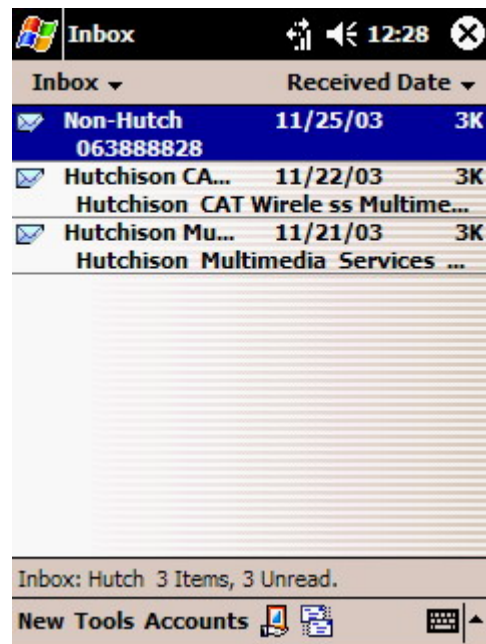 Inbox 12:28
Inbox Received Date
Non-Hutch 11/25/03 3K
063888828
Hutchison CA... 11/22/03 3K
Hutchison CAT Wirele ss Multime...
Hutchison Mu... 11/21/03 3K
Hutchison Multimedia Services ...
Inbox: Hutch 3 Items, 3 Unread.
New Tools Accounts